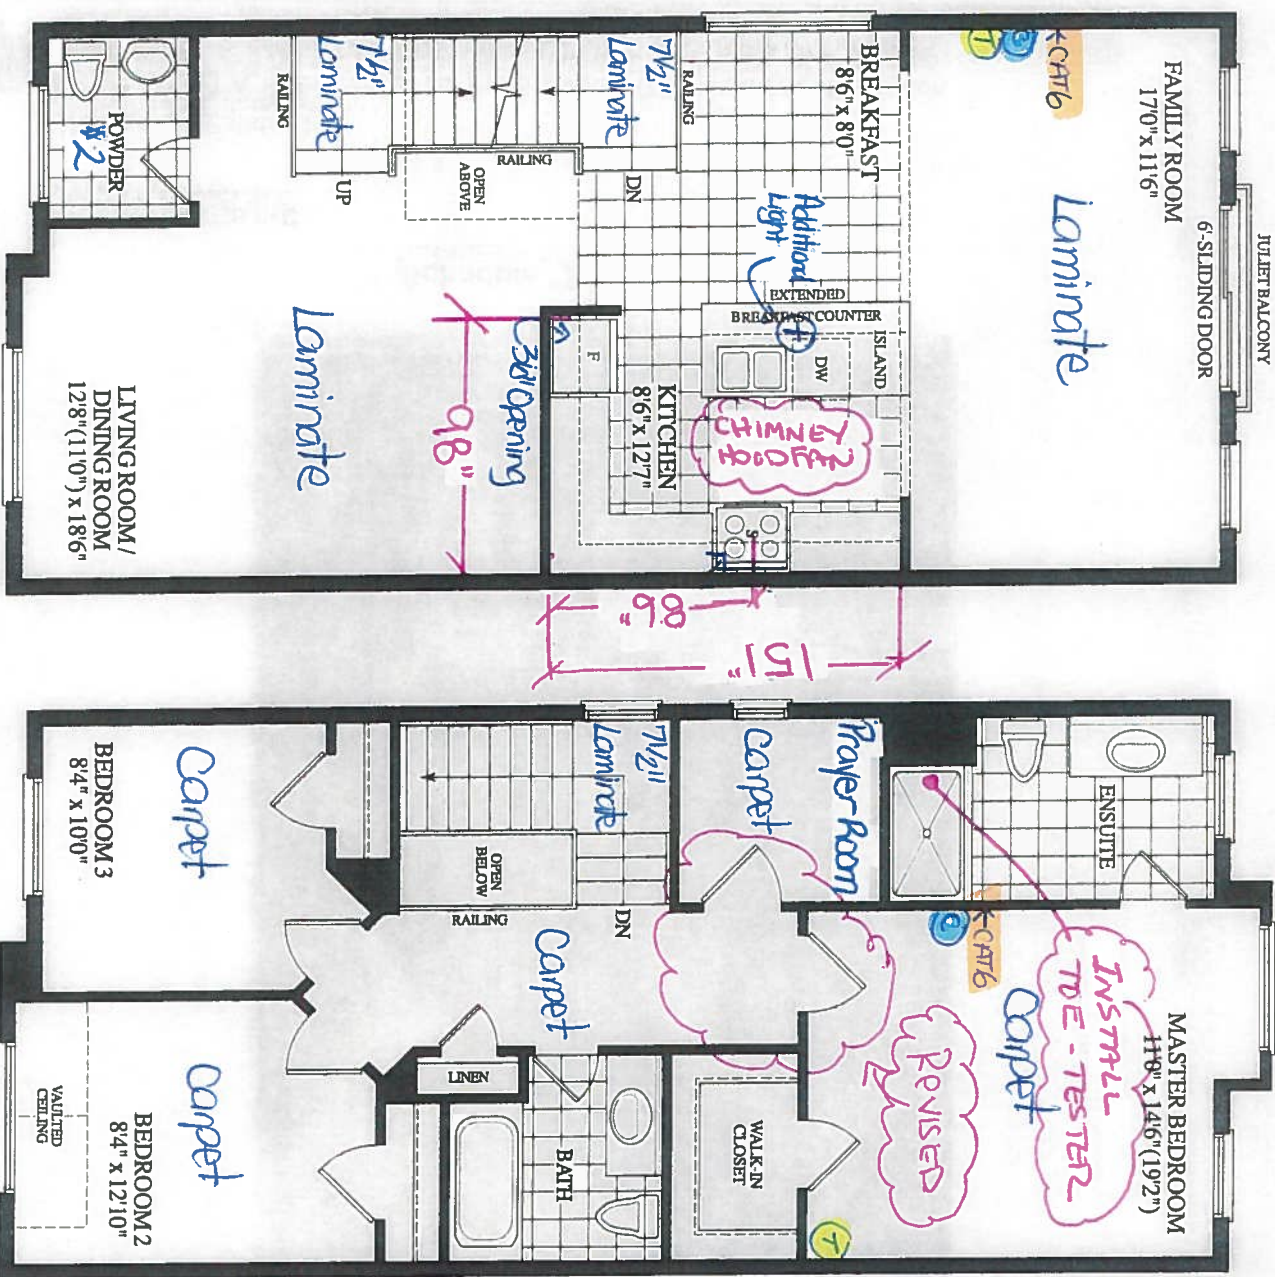 JULIET BALCONY
6'-SLIDING DOOR
FAMILY ROOM
17'0" x 11'6"
*CAT6
C
T
Laminate
BREAKFAST
8'6" x 8'0"
Additional
Light
EXTENDED
BREAKFAST COUNTER
ISLAND
DW
CHIMNEY
HOODFAN
KITCHEN
8'6" x 12'7"
F
RAILING
7½"
Laminate
DN
RAILING
OPEN
ABOVE
7½"
Laminate
UP
RAILING
POWDER
#2
Opening
98"
Laminate
LIVING ROOM /
DINING ROOM
12'8" (11'0") x 18'6"
86"
151"
ENSUITE
MASTER BEDROOM
11'0" x 14'6" (19'2")
INSTALL
TOE-TESTER
Carpet
*CAT6
C
REVISED
T
Prayer Room
Carpet
WALK-IN
CLOSET
7½"
Laminate
DN
OPEN
BELOW
RAILING
Carpet
BATH
LINEN
Carpet
BEDROOM 3
8'4" x 10'0"
Carpet
BEDROOM 2
8'4" x 12'10"
VAULTED
CEILING